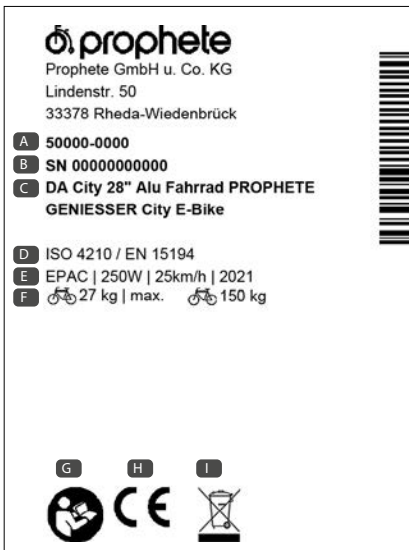 prophete
Prophete GmbH u. Co. KG
Lindenstr. 50
33378 Rheda-Wiedenbrück
A 50000-0000
B SN 00000000000
C DA City 28" Alu Fahrrad PROPHETE
GENIESSER City E-Bike
D ISO 4210 / EN 15194
E EPAC | 250W | 25km/h | 2021
F 27 kg | max. 150 kg
G H I
CE